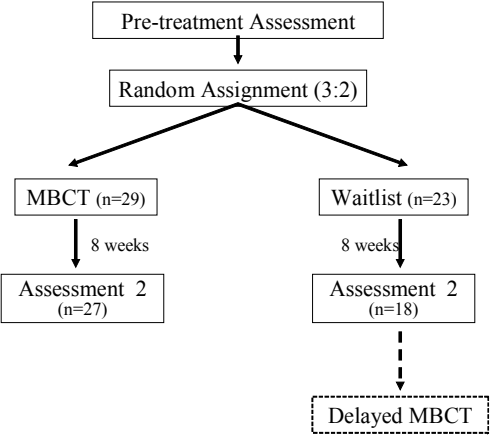 Pre-treatment Assessment
Random Assignment (3:2)
MBCT (n=29)
Waitlist (n=23)
8 weeks
8 weeks
Assessment 2
(n=27)
Assessment 2
(n=18)
Delayed MBCT